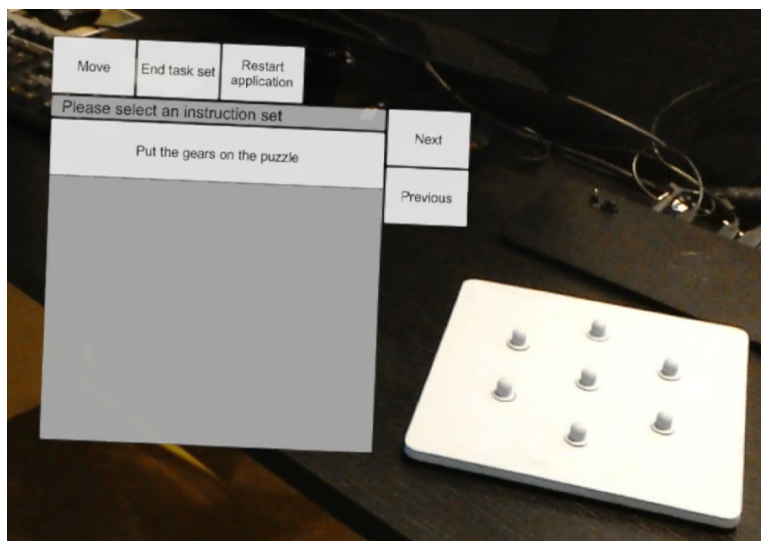 Move
End task set
Restart
application
Please select an instruction set
Next
Put the gears on the puzzle
Previous